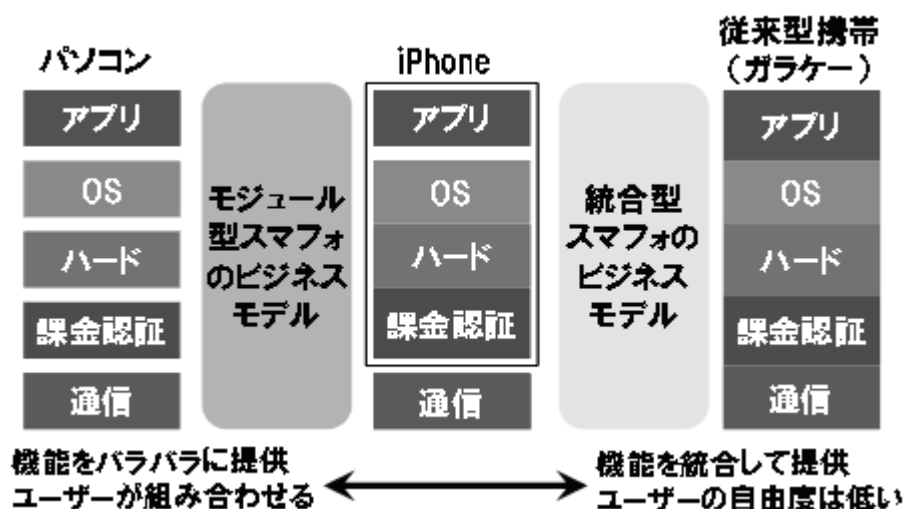 パソコン
アプリ
OS
ハード
課金認証
通信
モジュール
型スマフォ
のビジネス
モデル
iPhone
アプリ
OS
ハード
課金認証
通信
統合型
スマフォの
ビジネス
モデル
従来型携帯
(ガラケー)
アプリ
OS
ハード
課金認証
通信
機能をバラバラに提供
ユーザーが組み合わせる
機能を統合して提供
ユーザーの自由度は低い